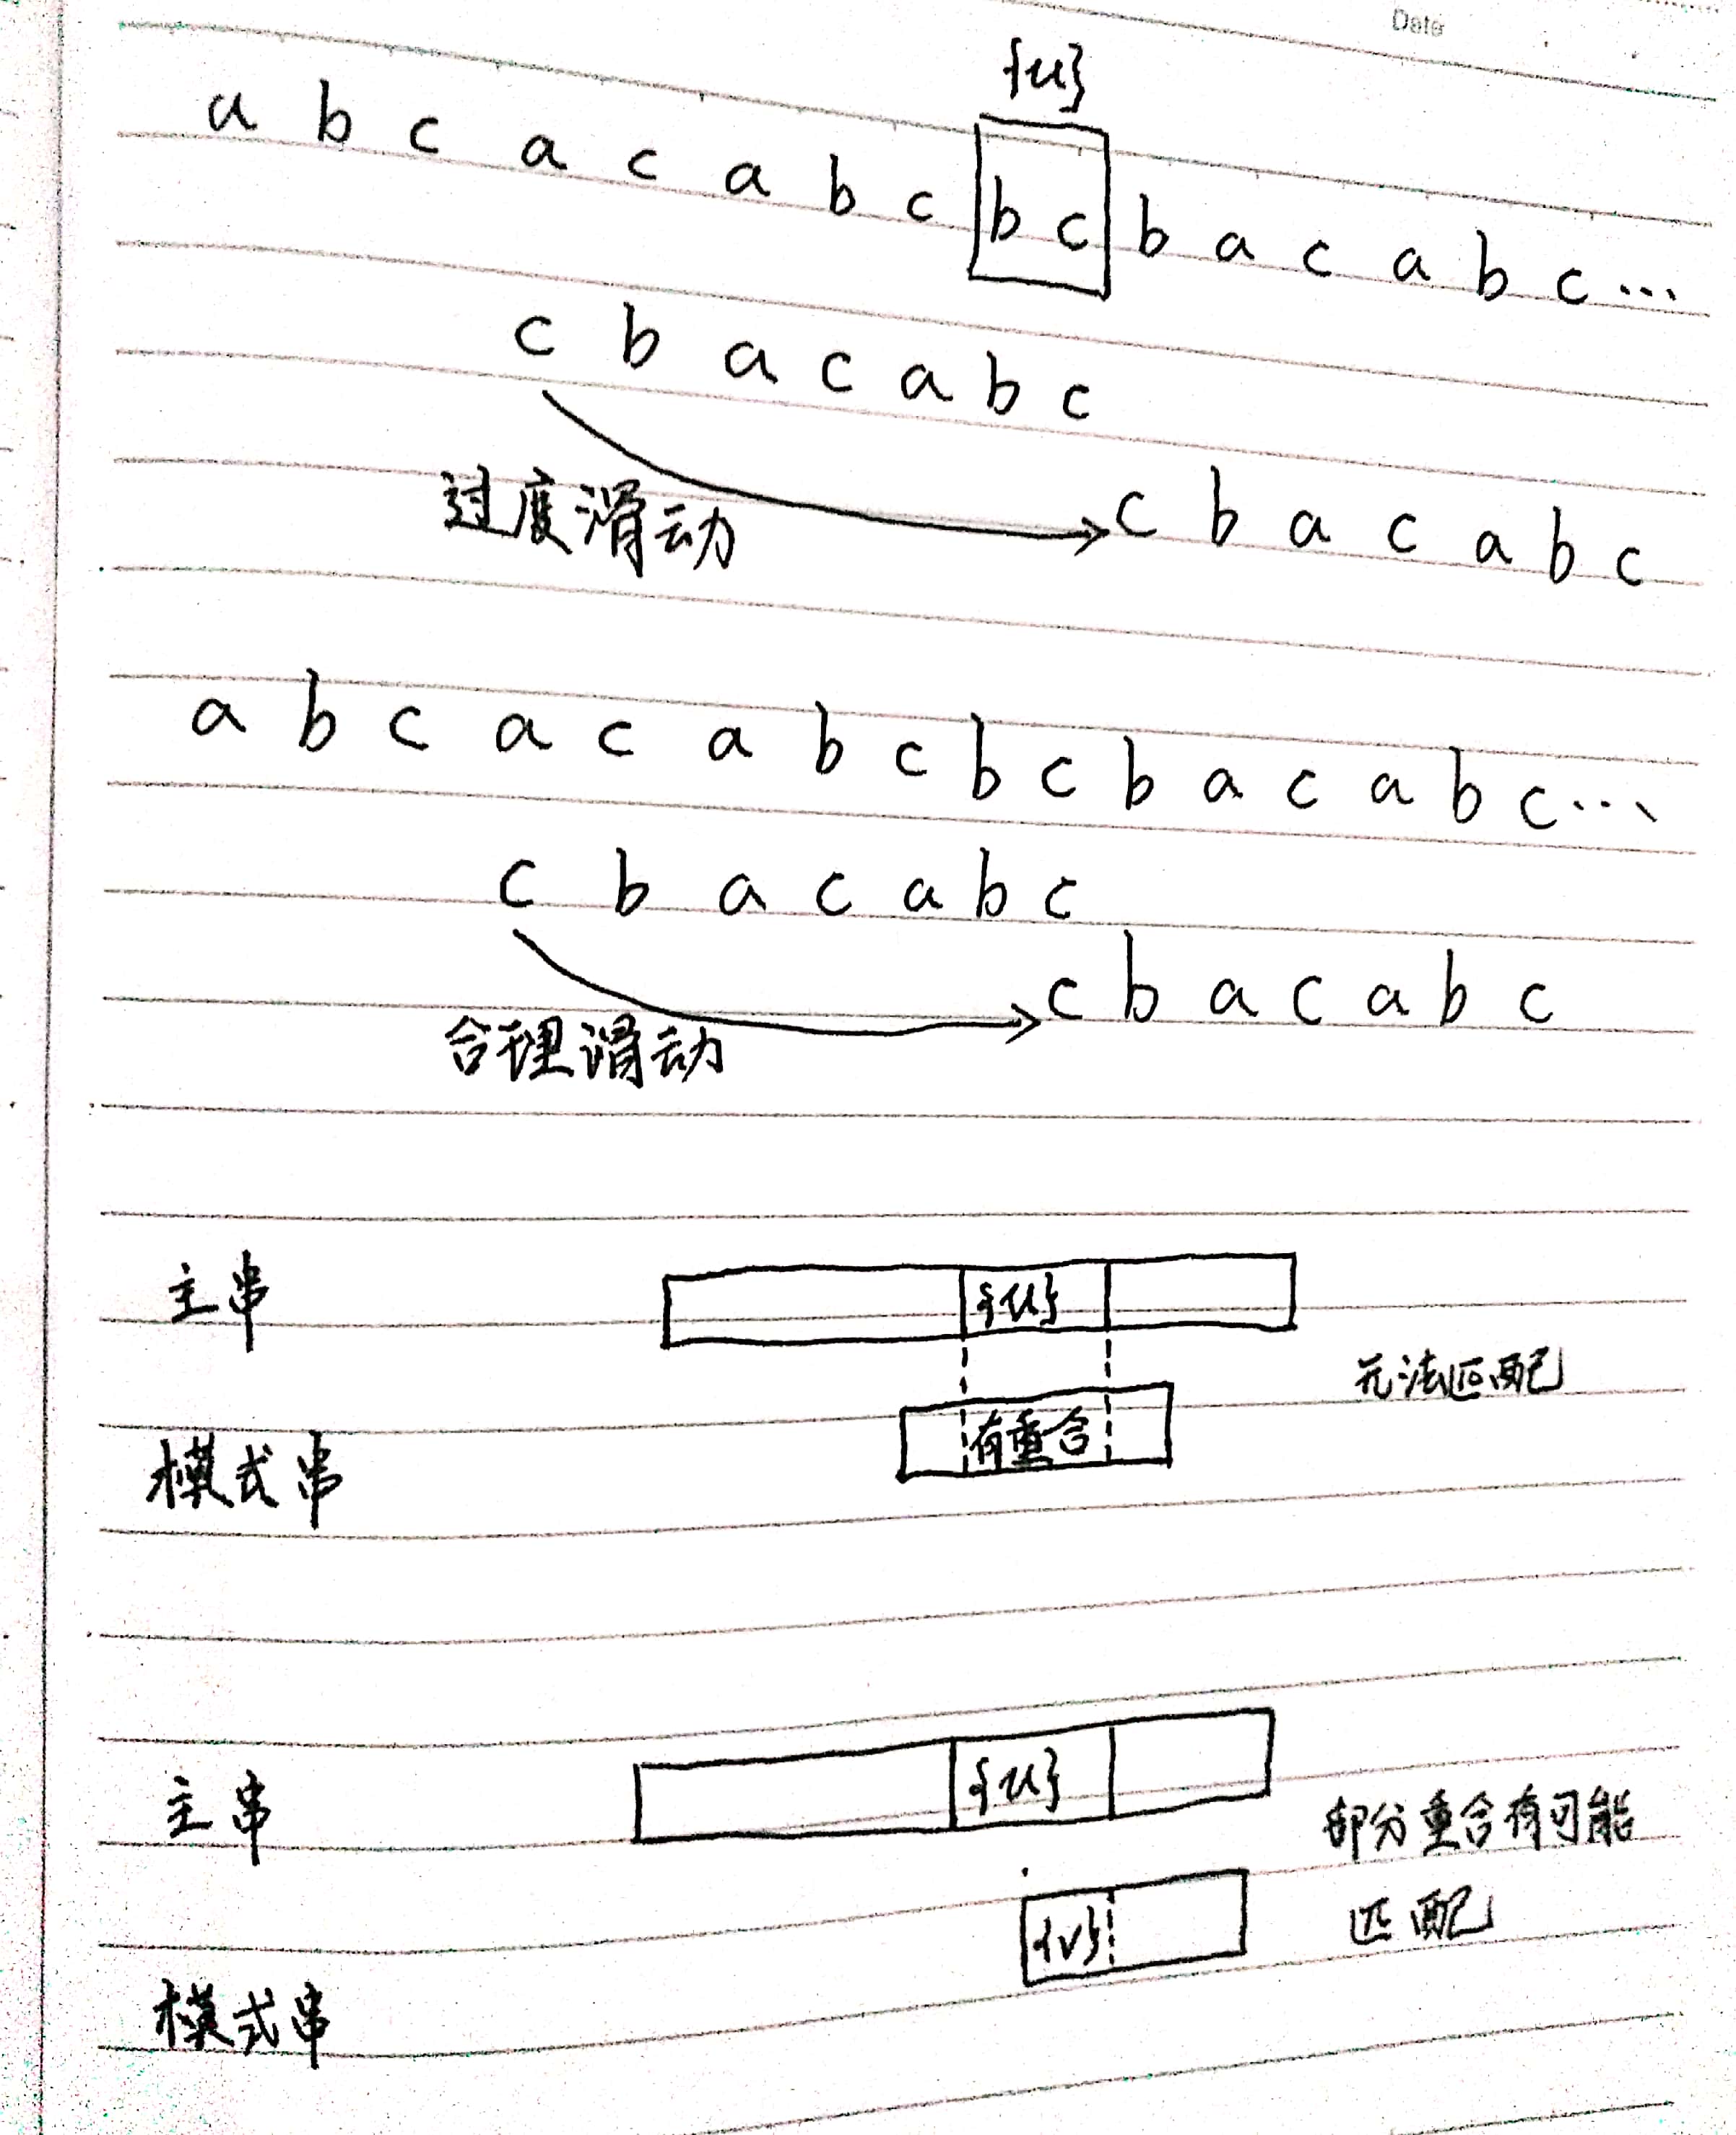 Date
{u}
a b c a c a b c b c b a c a b c ...
c b a c a b c
过度滑动 c b a c a b c
a b c a c a b c b c b a c a b c ...
c b a c a b c
合理滑动 c b a c a b c
主串 {u}
无法匹配
模式串 有重合
主串 {u} 部分重合有可能
{v} 匹配
模式串